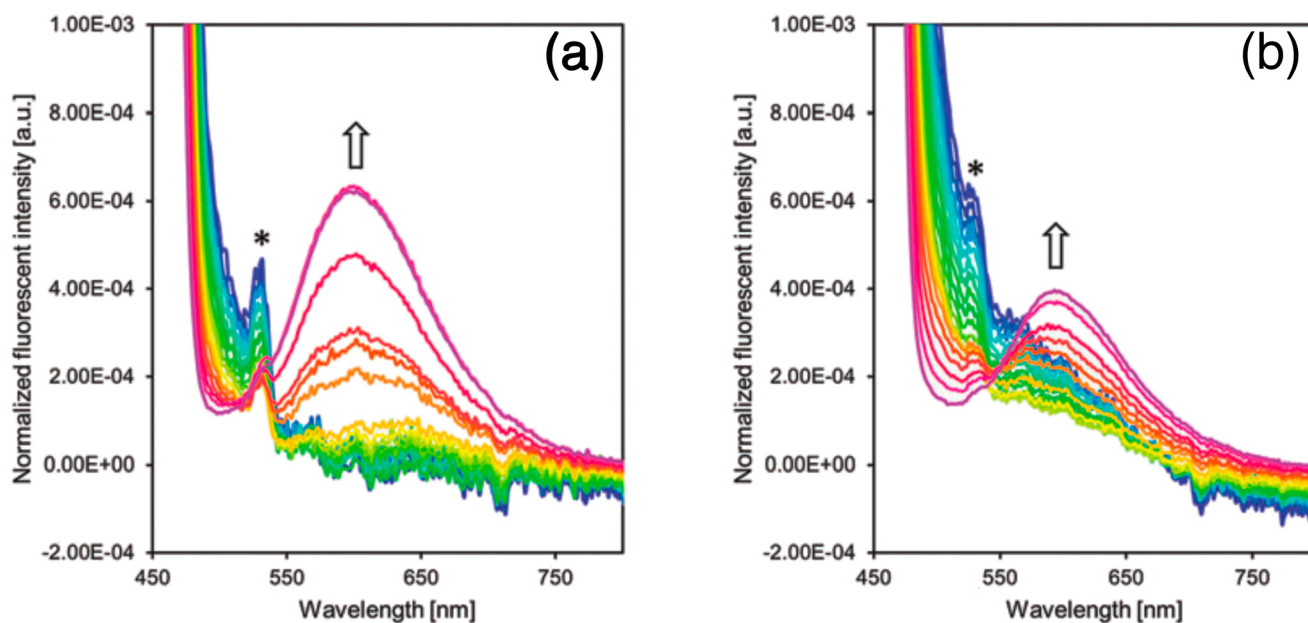 (a)
Normalized fluorescent intensity [a.u.]
1.00E-03
8.00E-04
6.00E-04
4.00E-04
2.00E-04
0.00E+00
-2.00E-04
*
450
550
650
750
Wavelength [nm]
(b)
Normalized fluorescent intensity [a.u.]
1.00E-03
8.00E-04
6.00E-04
4.00E-04
2.00E-04
0.00E+00
-2.00E-04
*
450
550
650
750
Wavelength [nm]